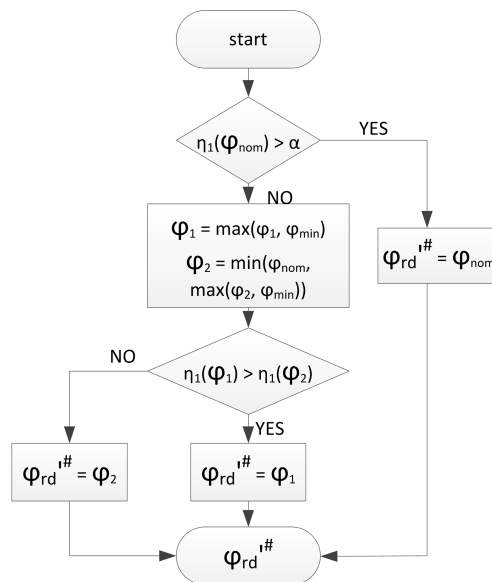 start
η₁(φₙₒₘ) > α
YES
NO
φ₁ = max(φ₁, φₘᵢₙ)
φ₂ = min(φₙₒₘ,
max(φ₂, φₘᵢₙ))
φrd'# = φₙₒₘ
η₁(φ₁) > η₁(φ₂)
NO
YES
φrd'# = φ₂
φrd'# = φ₁
φrd'#